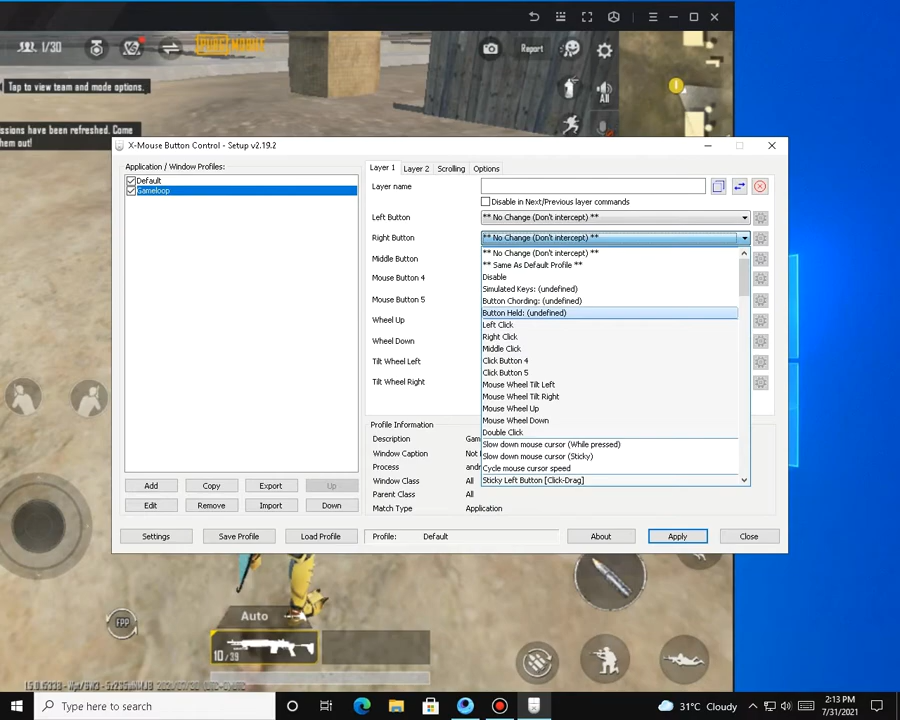 1/30
PUBG MOBILE
Report
Tap to view team and mode options.
All
ssions have been refreshed. Come
em out!
X-Mouse Button Control - Setup v2.19.2
Application / Window Profiles:
Default
Gameloop
Add
Copy
Export
Up
Edit
Remove
Import
Down
Layer 1
Layer 2
Scrolling
Options
Layer name
Disable in Next/Previous layer commands
Left Button
** No Change (Don't intercept) **
Right Button
** No Change (Don't intercept) **
Middle Button
Mouse Button 4
Mouse Button 5
Wheel Up
Wheel Down
Tilt Wheel Left
Tilt Wheel Right
** No Change (Don't intercept) **
** Same As Default Profile **
Disable
Simulated Keys: (undefined)
Button Chording: (undefined)
Button Held: (undefined)
Left Click
Right Click
Middle Click
Click Button 4
Click Button 5
Mouse Wheel Tilt Left
Mouse Wheel Tilt Right
Mouse Wheel Up
Mouse Wheel Down
Double Click
Slow down mouse cursor (While pressed)
Slow down mouse cursor (Sticky)
Cycle mouse cursor speed
Sticky Left Button [Click-Drag]
Profile Information
Description
Gam
Window Caption
Not
Process
andr
Window Class
All
Parent Class
All
Match Type
Application
Settings
Save Profile
Load Profile
Profile:
Default
About
Apply
Close
FPP
Auto
10/39
Type here to search
31°C Cloudy
2:13 PM
7/31/2021